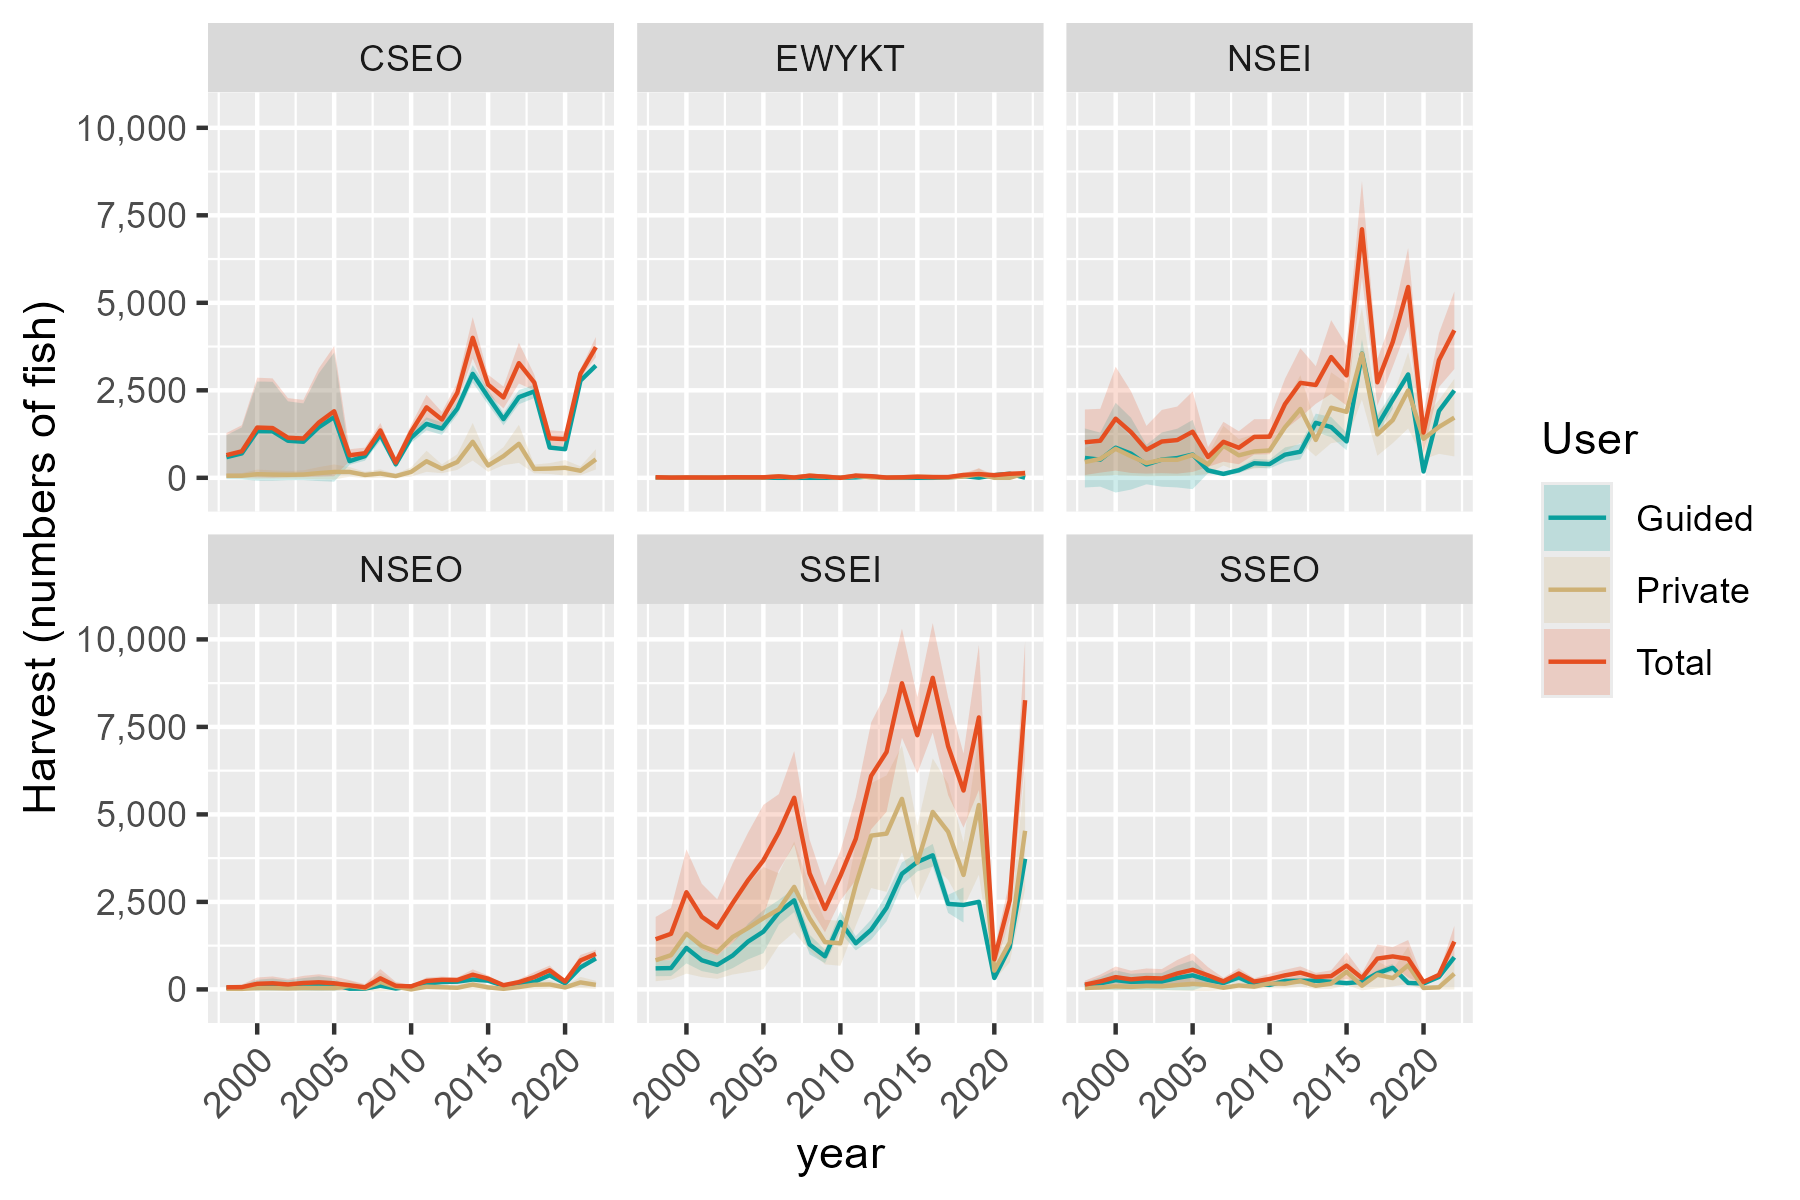 CSEO EWYKT NSEI
10,000
7,500
5,000
2,500
0
NSEO SSEI SSEO
10,000
7,500
5,000
2,500
0
2000 2005 2010 2015 2020 2000 2005 2010 2015 2020 2000 2005 2010 2015 2020
year
Harvest (numbers of fish)
User
Guided
Private
Total